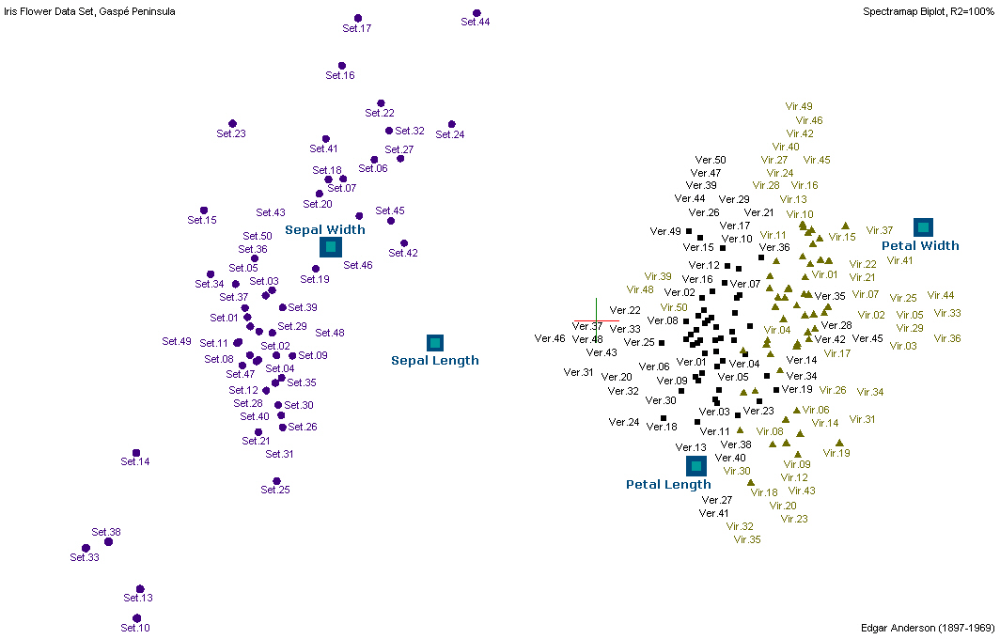 Iris Flower Data Set, Gaspé Peninsula
Spectramap Biplot, R2=100%
Set.44
Set.17
Set.16
Set.22
Set.23
Set.32
Set.24
Set.41
Set.27
Set.06
Set.18
Set.07
Set.20
Set.15
Set.43
Set.45
Sepal Width
Set.50
Set.36
Set.42
Set.05
Set.46
Set.34
Set.03
Set.19
Set.37
Set.39
Set.01
Set.29
Set.48
Set.49
Set.11
Set.02
Set.08
Set.09
Sepal Length
Set.47
Set.04
Set.35
Set.12
Set.28
Set.30
Set.40
Set.26
Set.21
Set.31
Set.14
Set.25
Set.38
Set.33
Set.13
Set.10
Vir.49
Vir.46
Vir.42
Vir.40
Ver.50
Vir.27
Vir.45
Ver.47
Vir.24
Ver.39
Vir.28
Vir.16
Ver.44
Ver.29
Vir.13
Ver.26
Ver.21
Vir.10
Ver.17
Ver.49
Ver.10
Vir.11
Vir.15
Vir.37
Ver.15
Ver.36
Petal Width
Ver.12
Vir.22
Vir.41
Vir.39
Ver.16
Ver.07
Vir.01
Vir.21
Vir.48
Ver.02
Ver.35
Vir.07
Vir.25
Vir.44
Ver.22
Vir.50
Vir.02
Vir.05
Vir.33
Ver.37
Ver.33
Ver.08
Vir.04
Ver.28
Vir.29
Ver.46
Ver.48
Ver.25
Ver.42
Ver.45
Vir.03
Vir.36
Ver.43
Vir.17
Ver.06
Ver.01
Ver.04
Ver.14
Ver.31
Ver.20
Ver.09
Ver.05
Ver.34
Ver.32
Ver.19
Vir.26
Vir.34
Ver.30
Ver.03
Ver.23
Vir.06
Ver.24
Ver.18
Ver.11
Vir.08
Vir.14
Vir.31
Ver.13
Ver.38
Vir.19
Ver.40
Vir.09
Petal Length
Vir.30
Vir.12
Vir.18
Vir.43
Ver.27
Vir.20
Ver.41
Vir.23
Vir.32
Vir.35
Edgar Anderson (1897-1969)